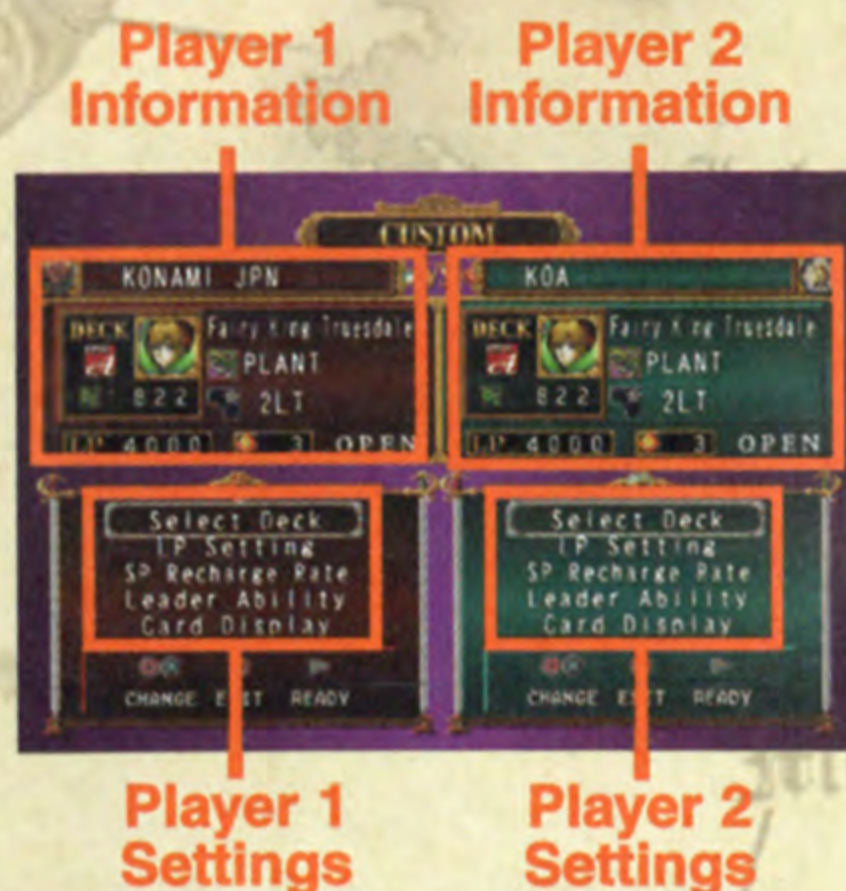 Player 1
Information
Player 2
Information
CUSTOM
KONAMI JPN
DECK
Fairy King Truesdale
PLANT
822
2LT
LP 4000
3
OPEN
KOA
DECK
Fairy King Truesdale
PLANT
822
2LT
LP 4000
3
OPEN
Select Deck
LP Setting
SP Recharge Rate
Leader Ability
Card Display
CHANGE EXIT READY
Select Deck
LP Setting
SP Recharge Rate
Leader Ability
Card Display
CHANGE EXIT READY
Player 1
Settings
Player 2
Settings